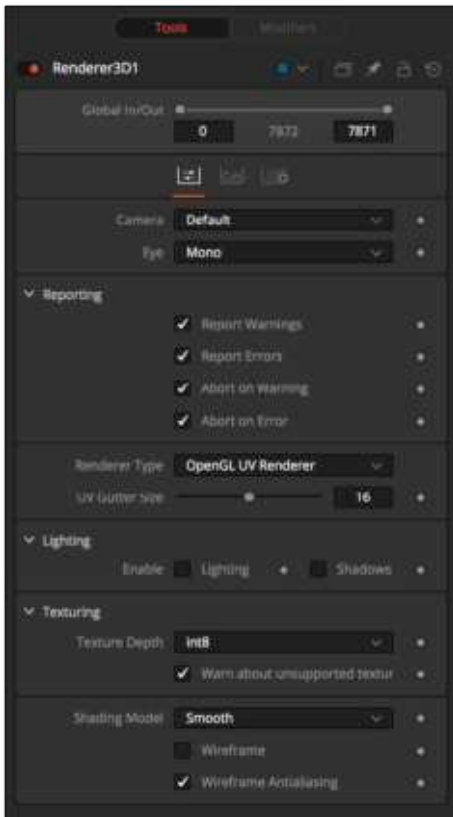 Tools Modifiers
Renderer3D1
Global In/Out
0 7872 7871
Camera Default
Eye Mono
Reporting
Report Warnings
Report Errors
Abort on Warning
Abort on Error
Renderer Type OpenGL UV Renderer
UV Gutter Size 16
Lighting
Enable Lighting Shadows
Texturing
Texture Depth int8
Warn about unsupported textur
Shading Model Smooth
Wireframe
Wireframe Antialiasing